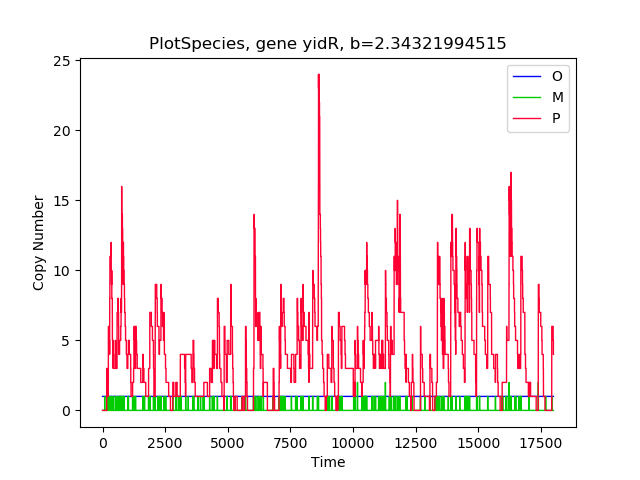 PlotSpecies, gene yidR, b=2.34321994515
O
M
P
25
20
15
10
5
0
Copy Number
0 2500 5000 7500 10000 12500 15000 17500
Time